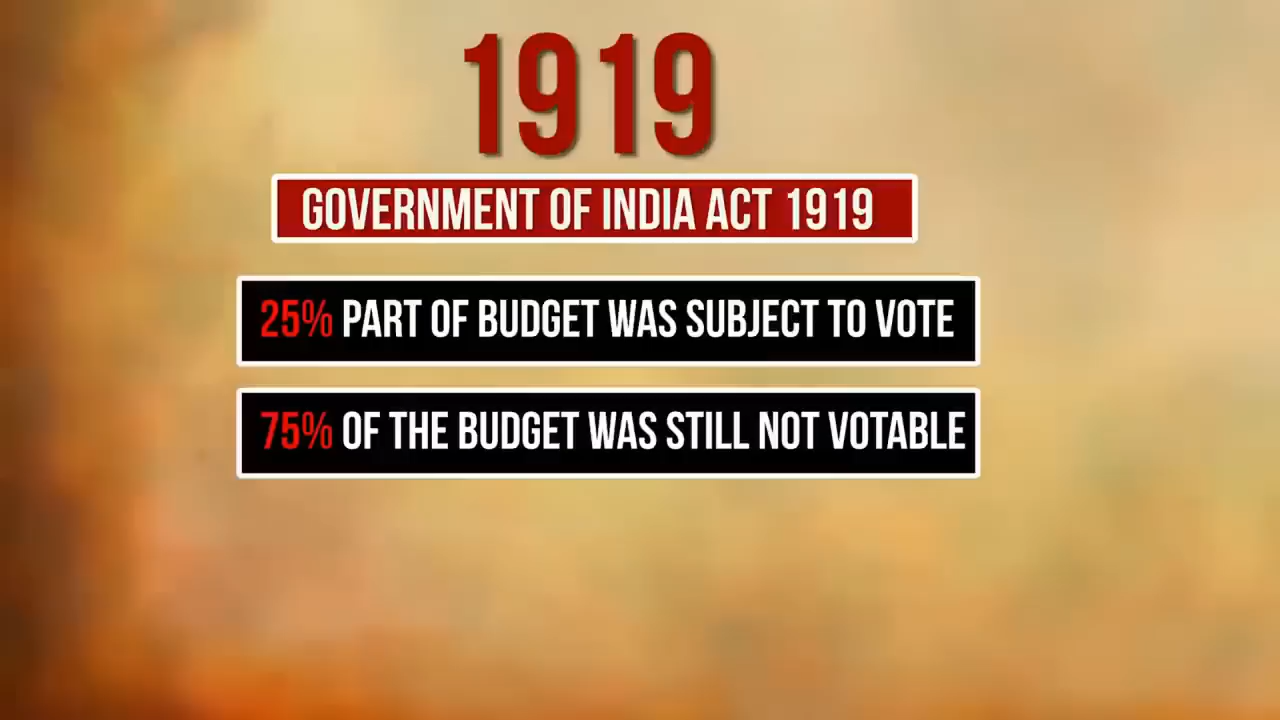 1919
GOVERNMENT OF INDIA ACT 1919
25% PART OF BUDGET WAS SUBJECT TO VOTE
75% OF THE BUDGET WAS STILL NOT VOTABLE